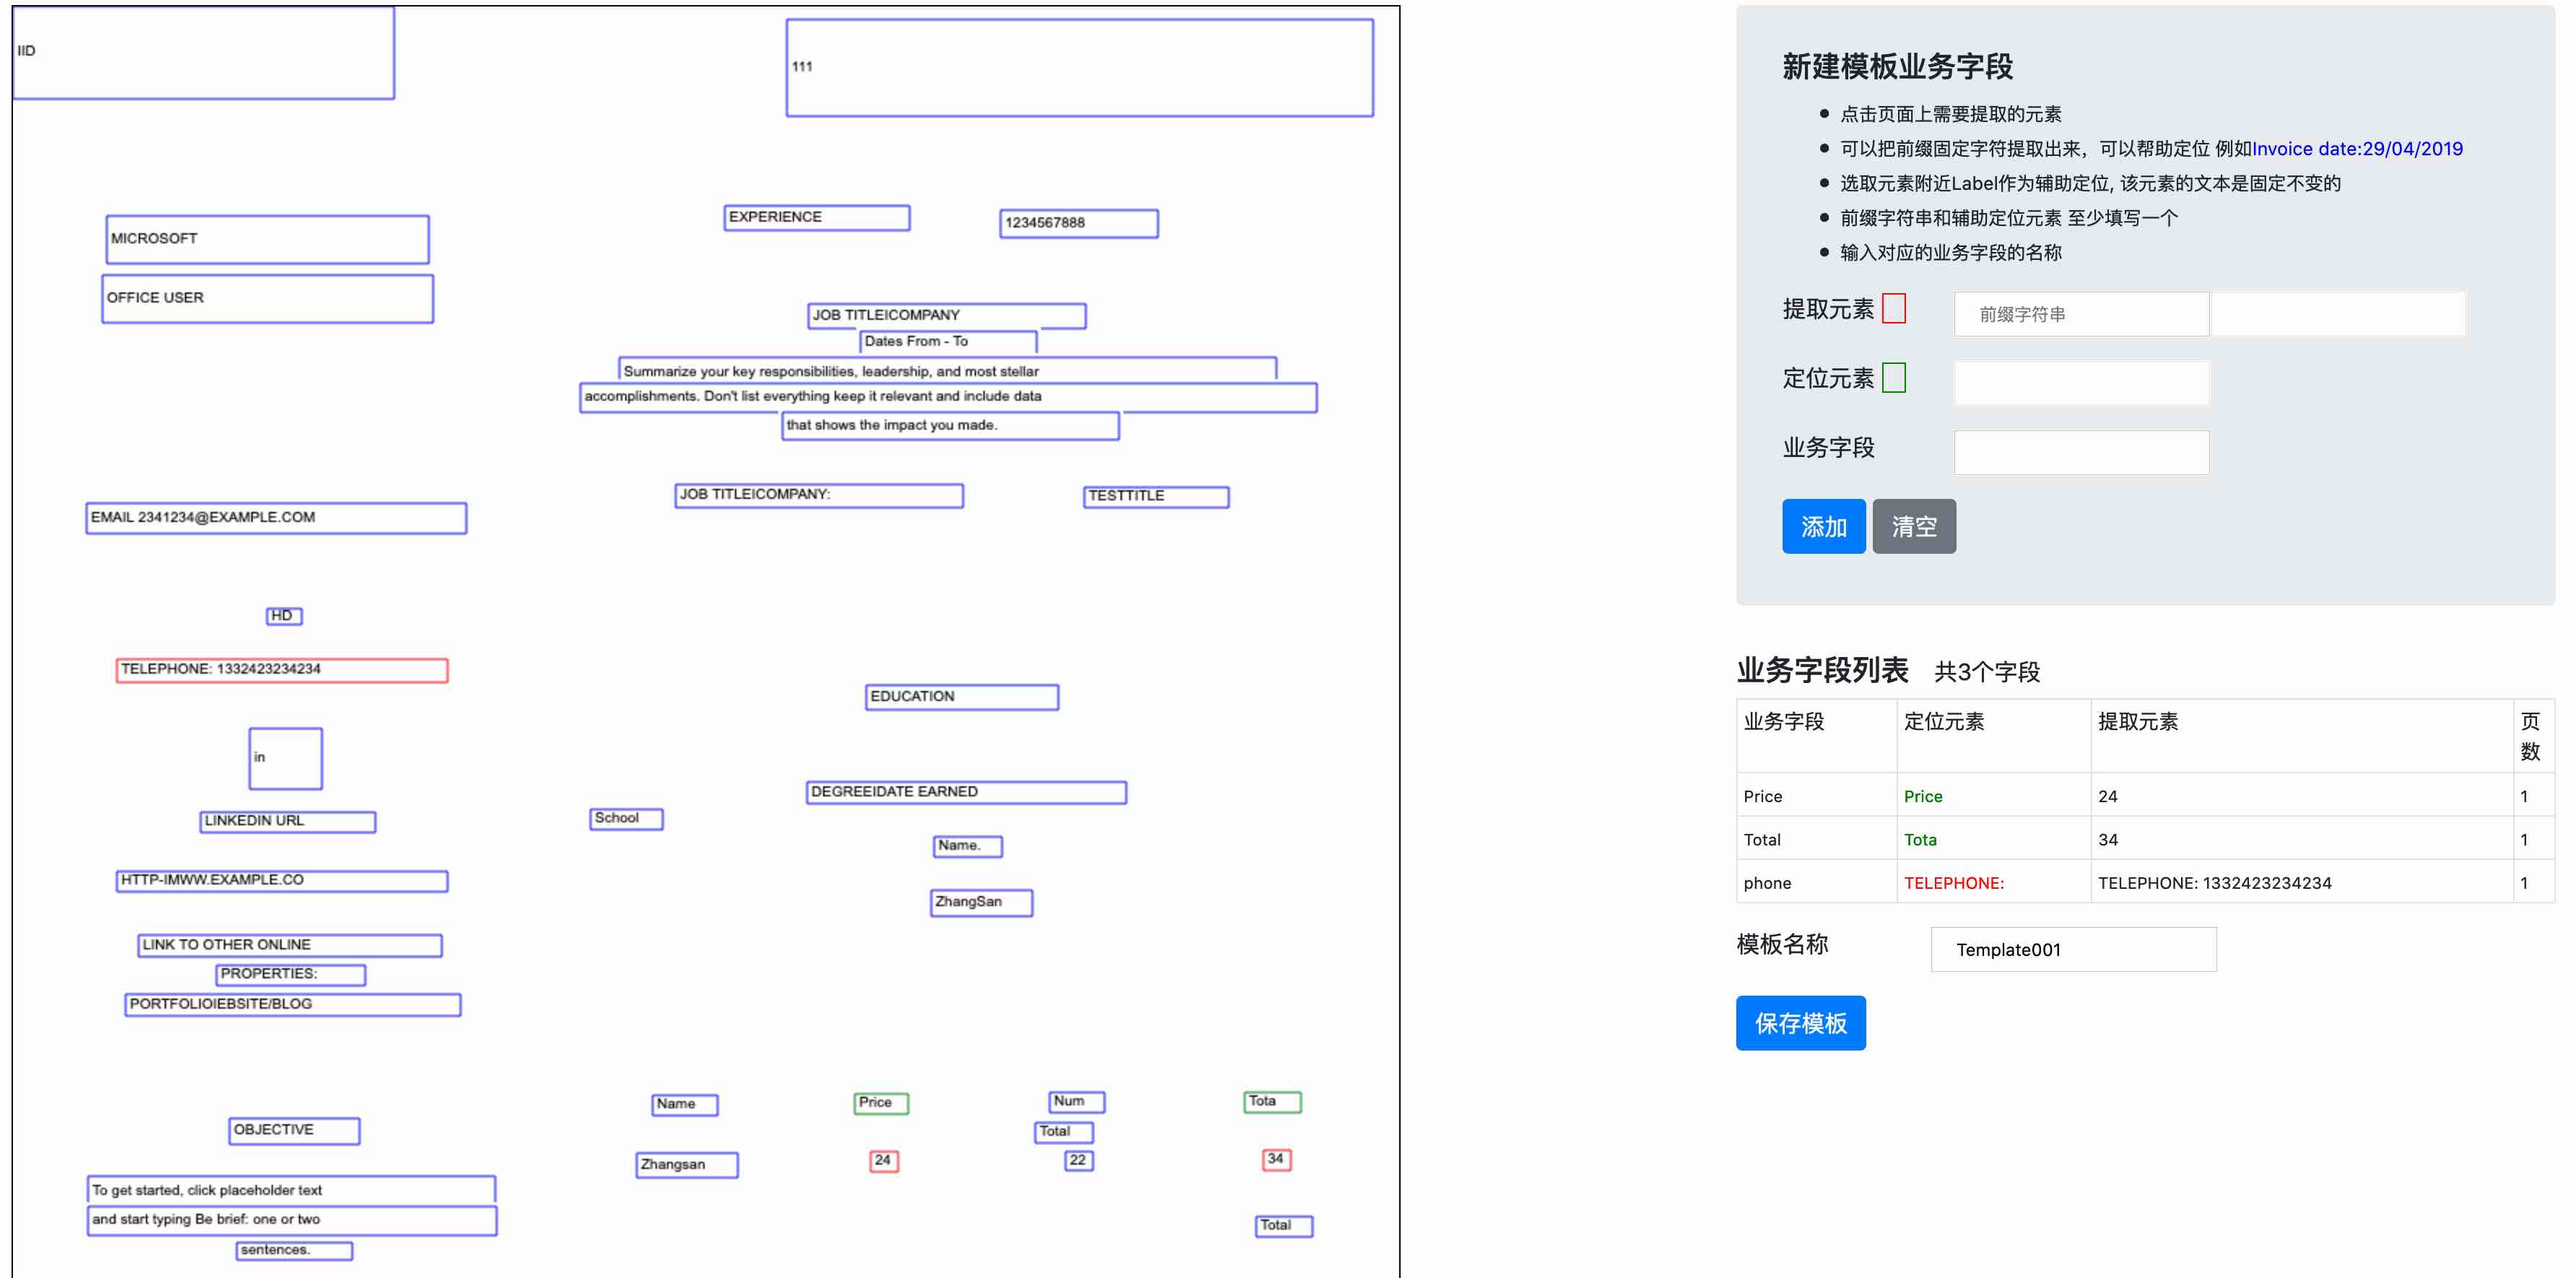 IID
111
EXPERIENCE
1234567888
MICROSOFT
OFFICE USER
JOB TITLEICOMPANY
Dates From - To
Summarize your key responsibilities, leadership, and most stellar
accomplishments. Don't list everything keep it relevant and include data
that shows the impact you made.
JOB TITLEICOMPANY:
TESTTITLE
EMAIL 2341234@EXAMPLE.COM
HD
TELEPHONE: 1332423234234
EDUCATION
in
DEGREEIDATE EARNED
LINKEDIN URL
School
Name.
HTTP-IMWW.EXAMPLE.CO
ZhangSan
LINK TO OTHER ONLINE
PROPERTIES:
PORTFOLIOIEBSITE/BLOG
Name
Price
Num
Tota
OBJECTIVE
Total
Zhangsan
24
22
34
To get started, click placeholder text
and start typing Be brief: one or two
sentences.
Total
新建模板业务字段
点击页面上需要提取的元素
可以把前缀固定字符提取出来，可以帮助定位 例如Invoice date:29/04/2019
选取元素附近Label作为辅助定位, 该元素的文本是固定不变的
前缀字符串和辅助定位元素 至少填写一个
输入对应的业务字段的名称
提取元素 前缀字符串
定位元素
业务字段
添加 清空
业务字段列表 共3个字段
业务字段 定位元素 提取元素 页数
Price Price 24 1
Total Tota 34 1
phone TELEPHONE: TELEPHONE: 1332423234234 1
模板名称 Template001
保存模板